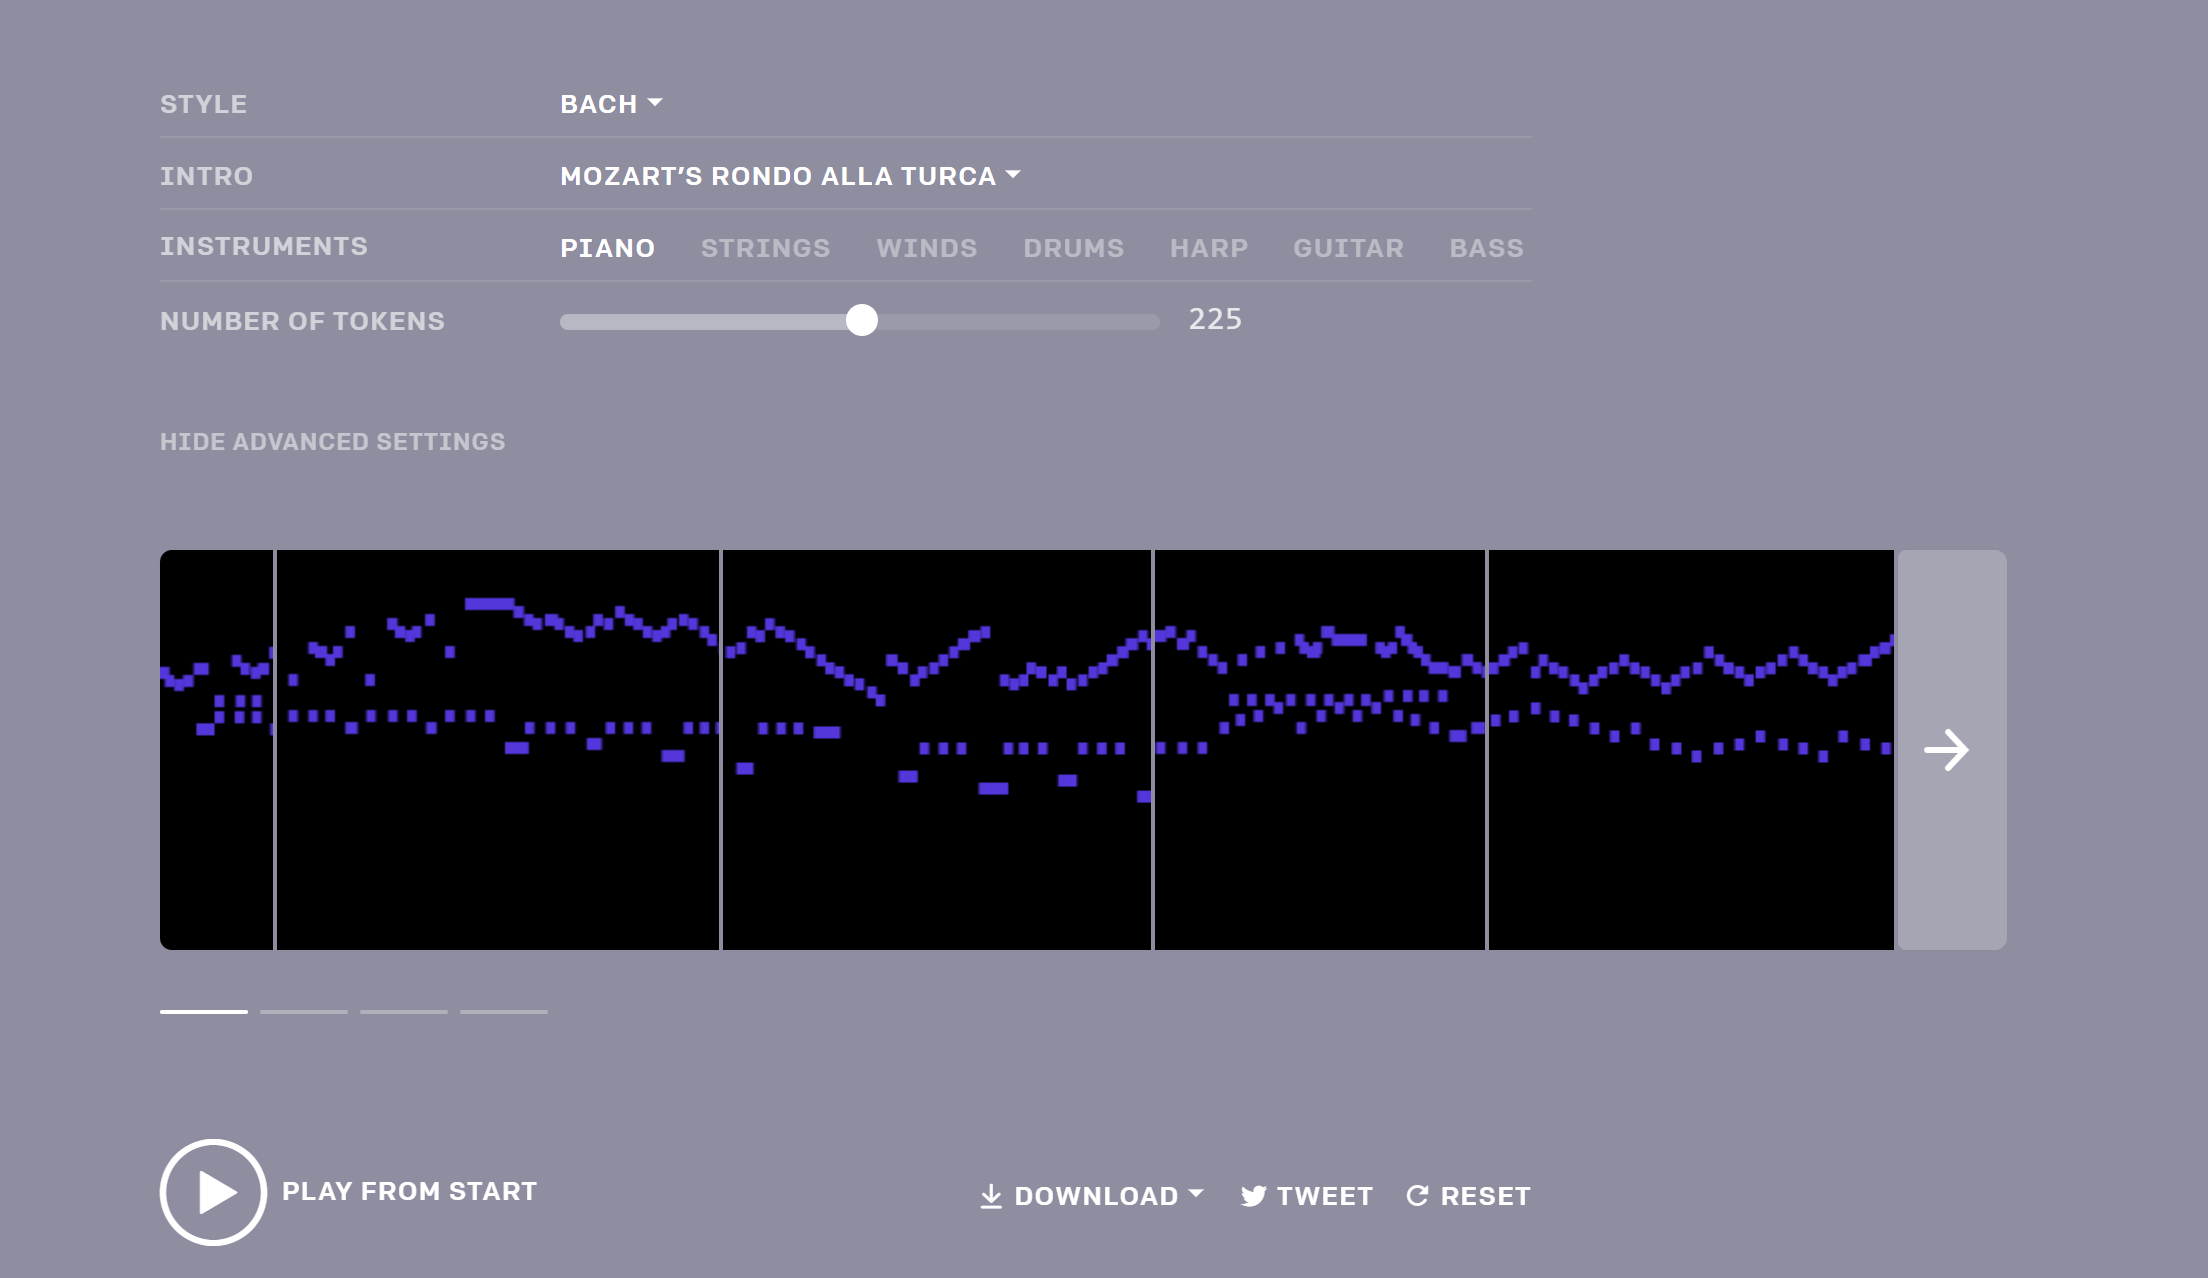 STYLE BACH
INTRO MOZART’S RONDO ALLA TURCA
INSTRUMENTS PIANO STRINGS WINDS DRUMS HARP GUITAR BASS
NUMBER OF TOKENS 225
HIDE ADVANCED SETTINGS
PLAY FROM START DOWNLOAD TWEET RESET